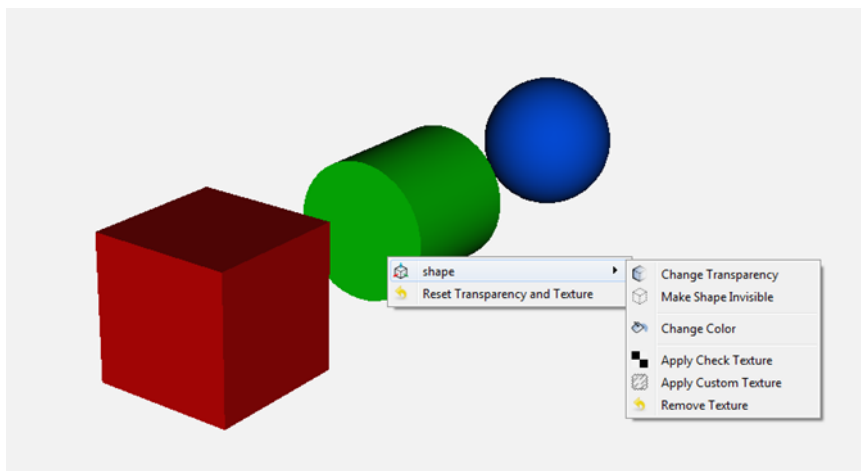 shape
Reset Transparency and Texture
Change Transparency
Make Shape Invisible
Change Color
Apply Check Texture
Apply Custom Texture
Remove Texture